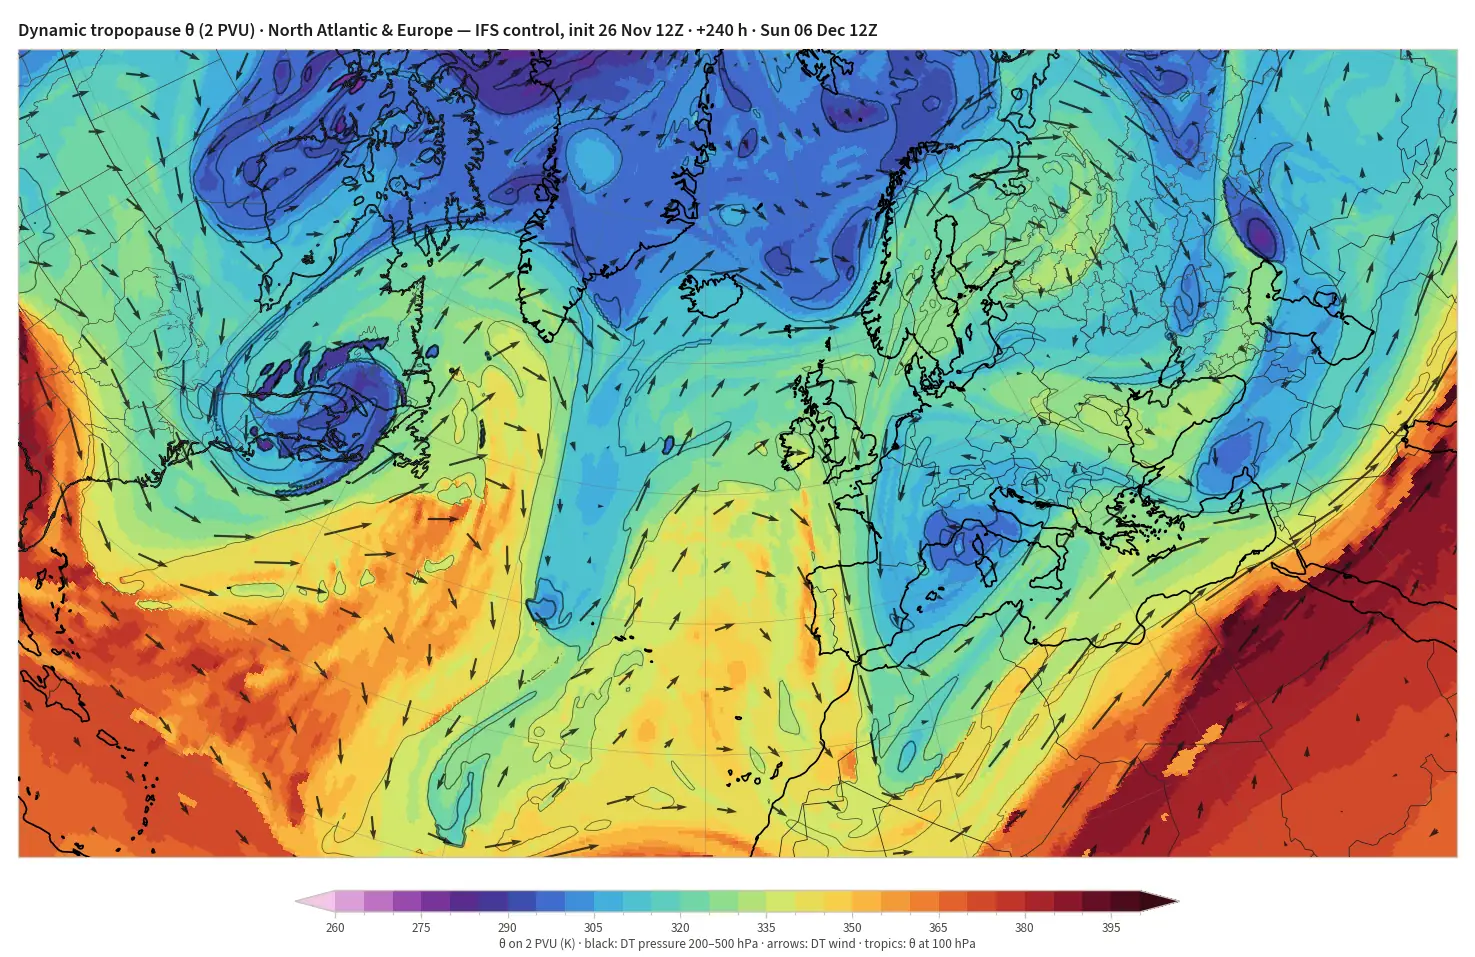 Dynamic tropopause θ (2 PVU) · North Atlantic & Europe — IFS control, init 26 Nov 12Z · +240 h · Sun 06 Dec 12Z
260 275 290 305 320 335 350 365 380 395
θ on 2 PVU (K) · black: DT pressure 200–500 hPa · arrows: DT wind · tropics: θ at 100 hPa